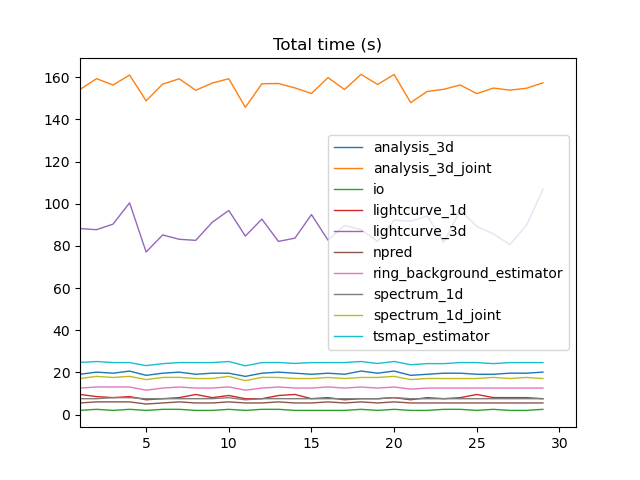 Total time (s)
160
140
120
100
80
60
40
20
0
analysis_3d
analysis_3d_joint
io
lightcurve_1d
lightcurve_3d
npred
ring_background_estimator
spectrum_1d
spectrum_1d_joint
tsmap_estimator
5 10 15 20 25 30